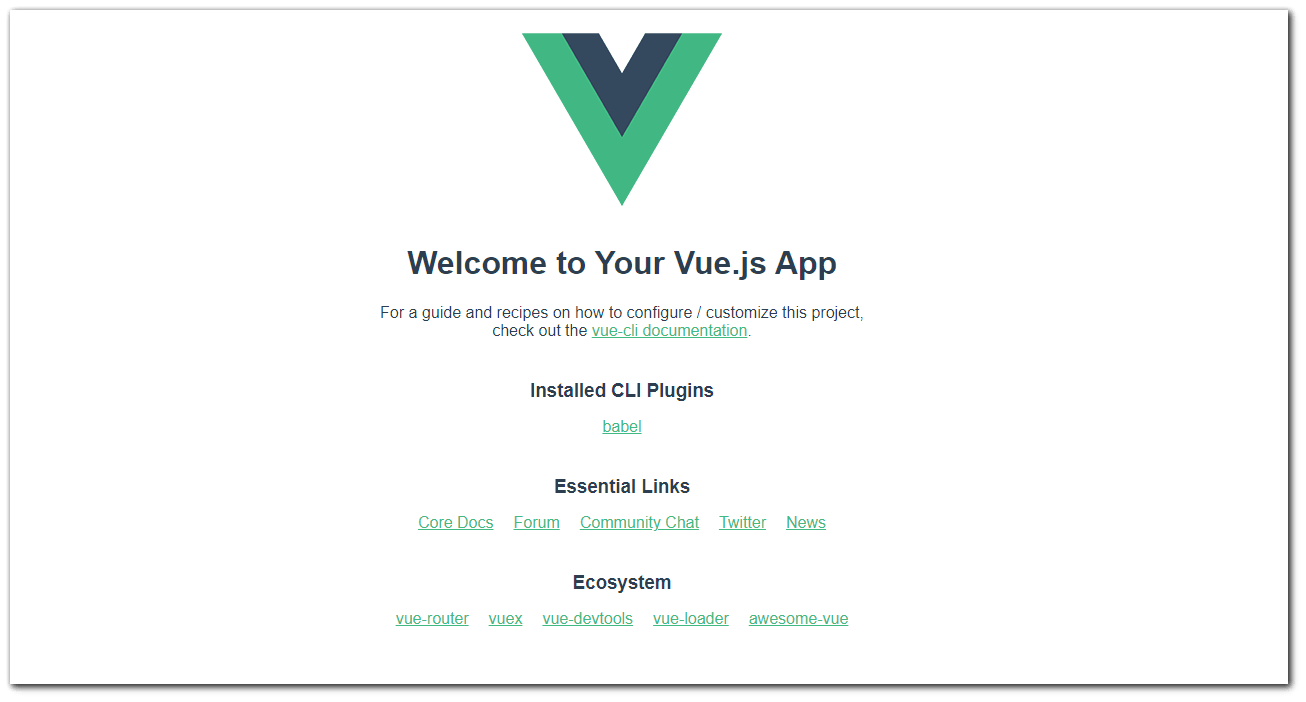 Welcome to Your Vue.js App
For a guide and recipes on how to configure / customize this project,
check out the vue-cli documentation.
Installed CLI Plugins
babel
Essential Links
Core Docs Forum Community Chat Twitter News
Ecosystem
vue-router vuex vue-devtools vue-loader awesome-vue